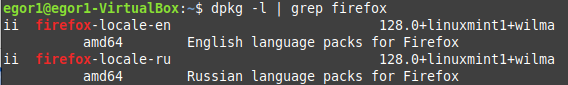 egor1@egor1-VirtualBox:~$ dpkg -l | grep firefox
ii  firefox-locale-en                          128.0+linuxmint1+wilma
          amd64        English language packs for Firefox
ii  firefox-locale-ru                          128.0+linuxmint1+wilma
          amd64        Russian language packs for Firefox